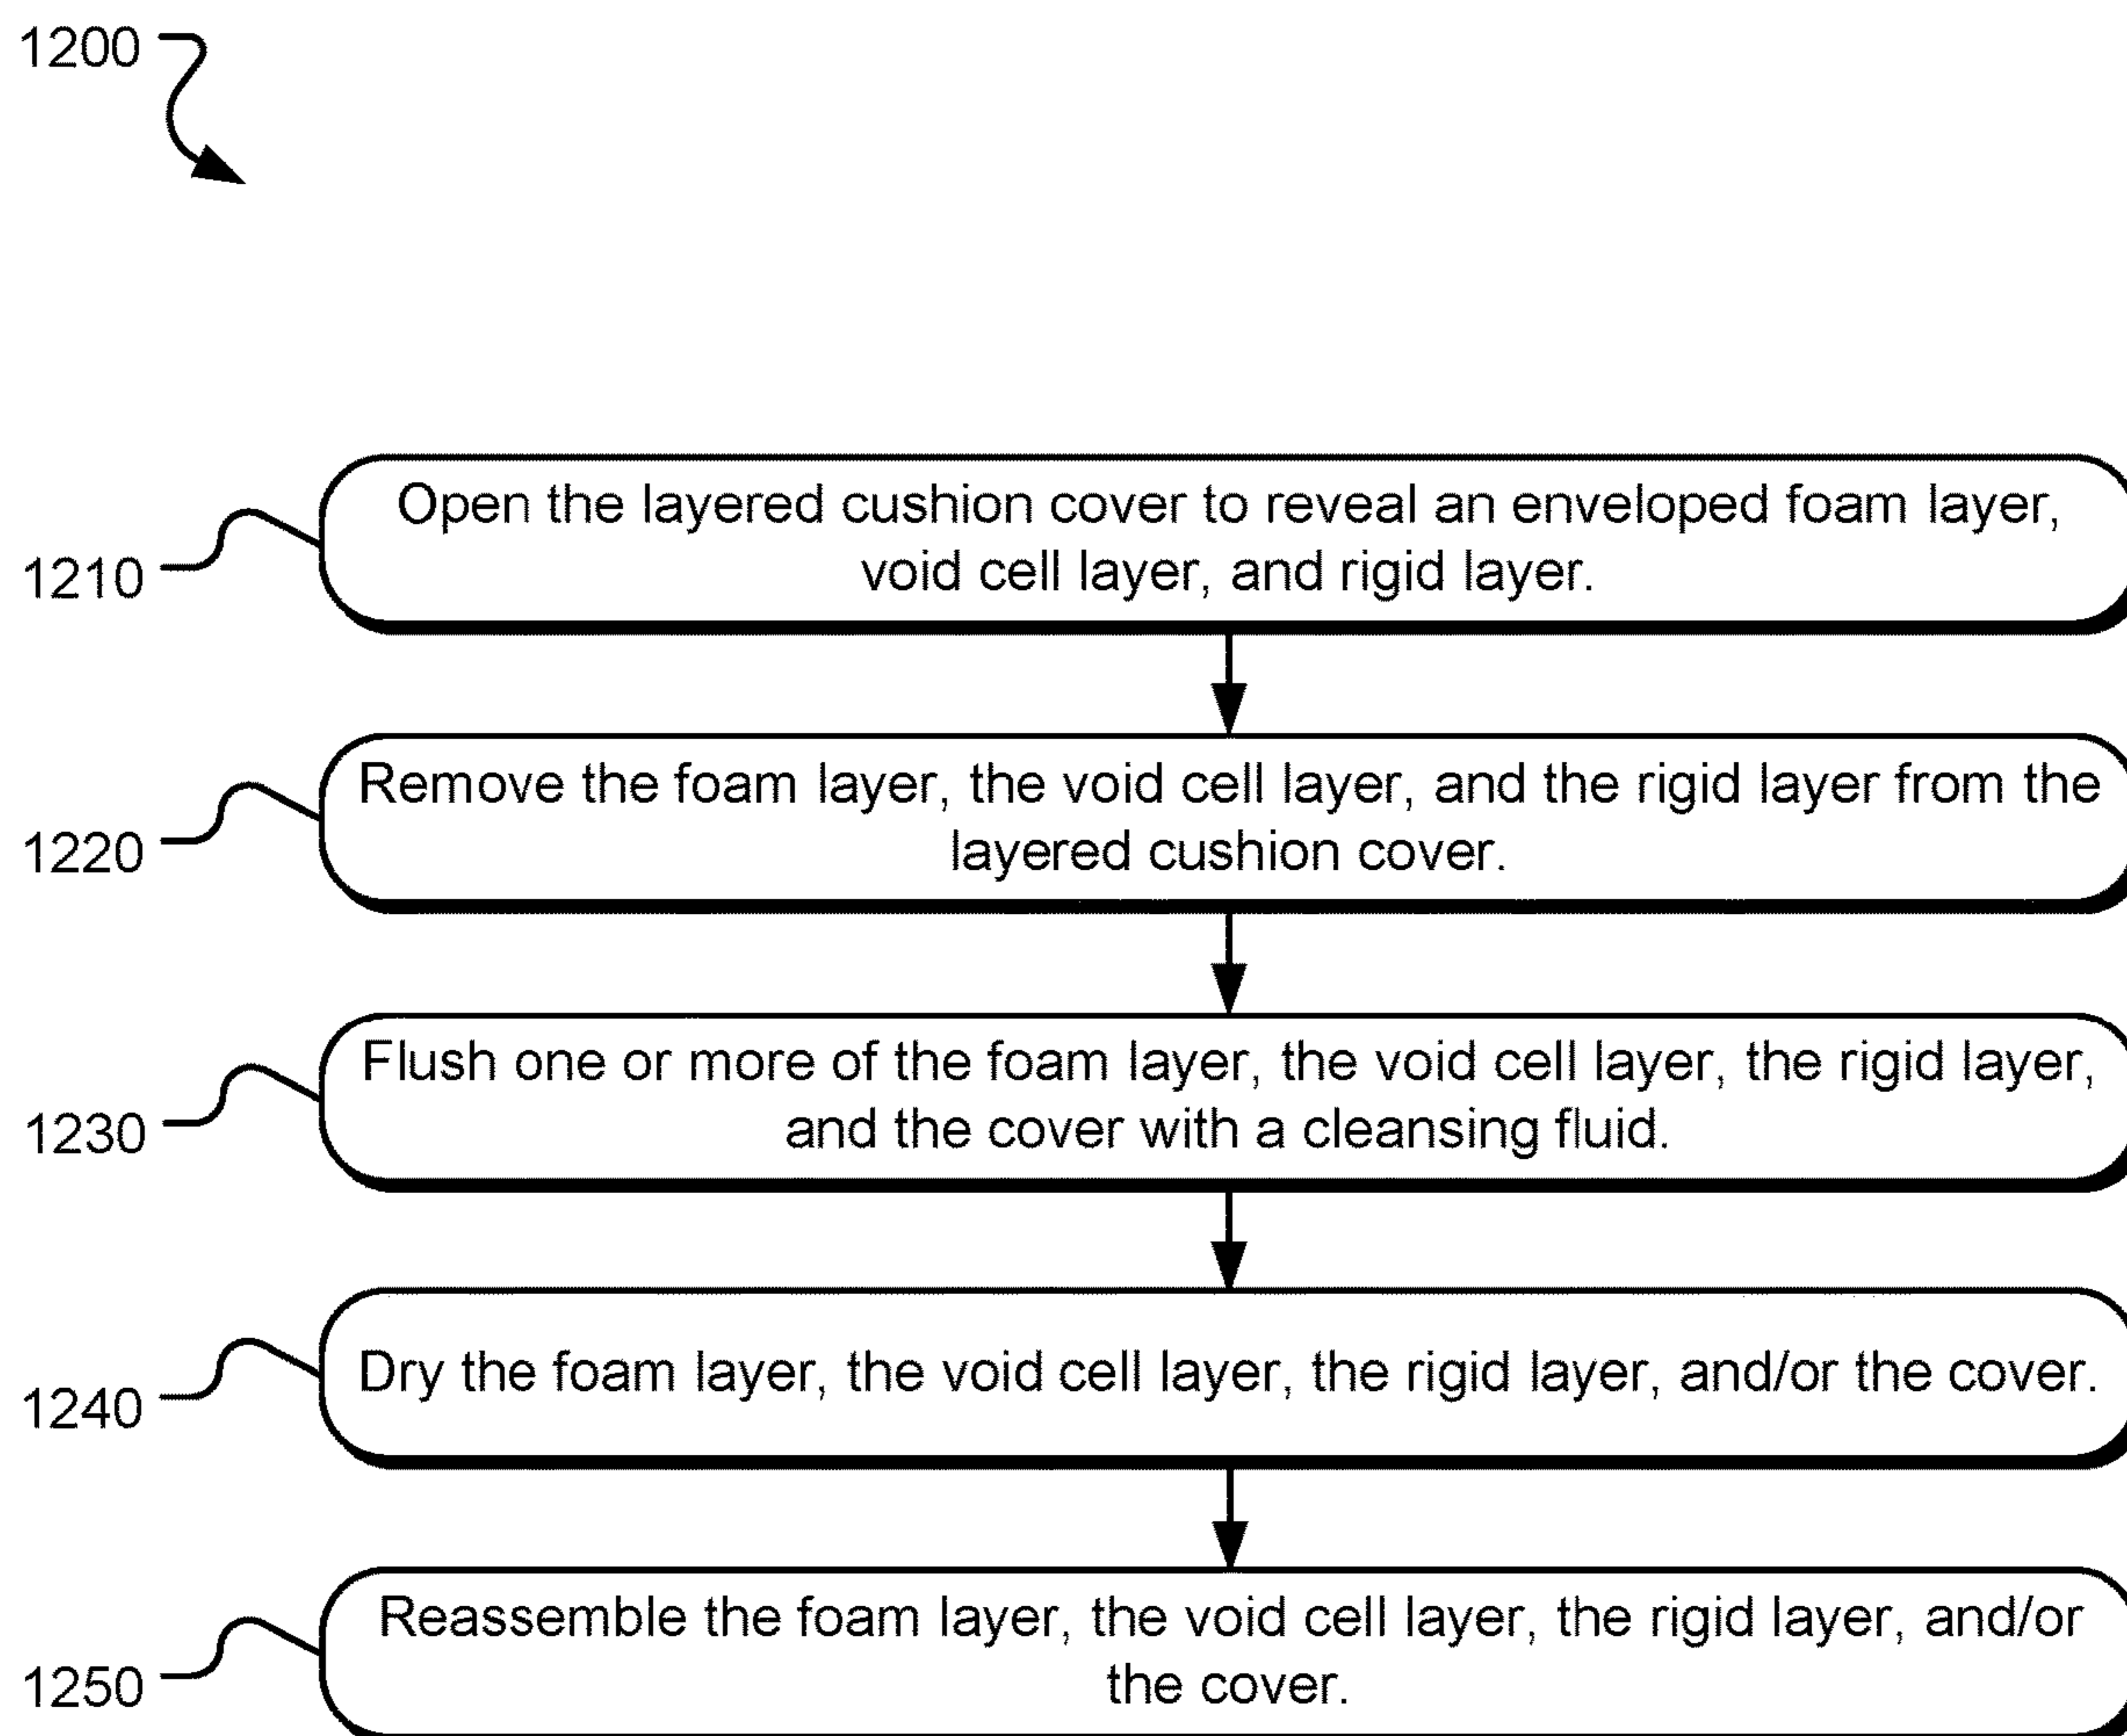 1200
Open the layered cushion cover to reveal an enveloped foam layer,
void cell layer, and rigid layer.
1210
Remove the foam layer, the void cell layer, and the rigid layer from the
layered cushion cover.
1220
Flush one or more of the foam layer, the void cell layer, the rigid layer,
and the cover with a cleansing fluid.
1230
Dry the foam layer, the void cell layer, the rigid layer, and/or the cover.
1240
Reassemble the foam layer, the void cell layer, the rigid layer, and/or
the cover.
1250